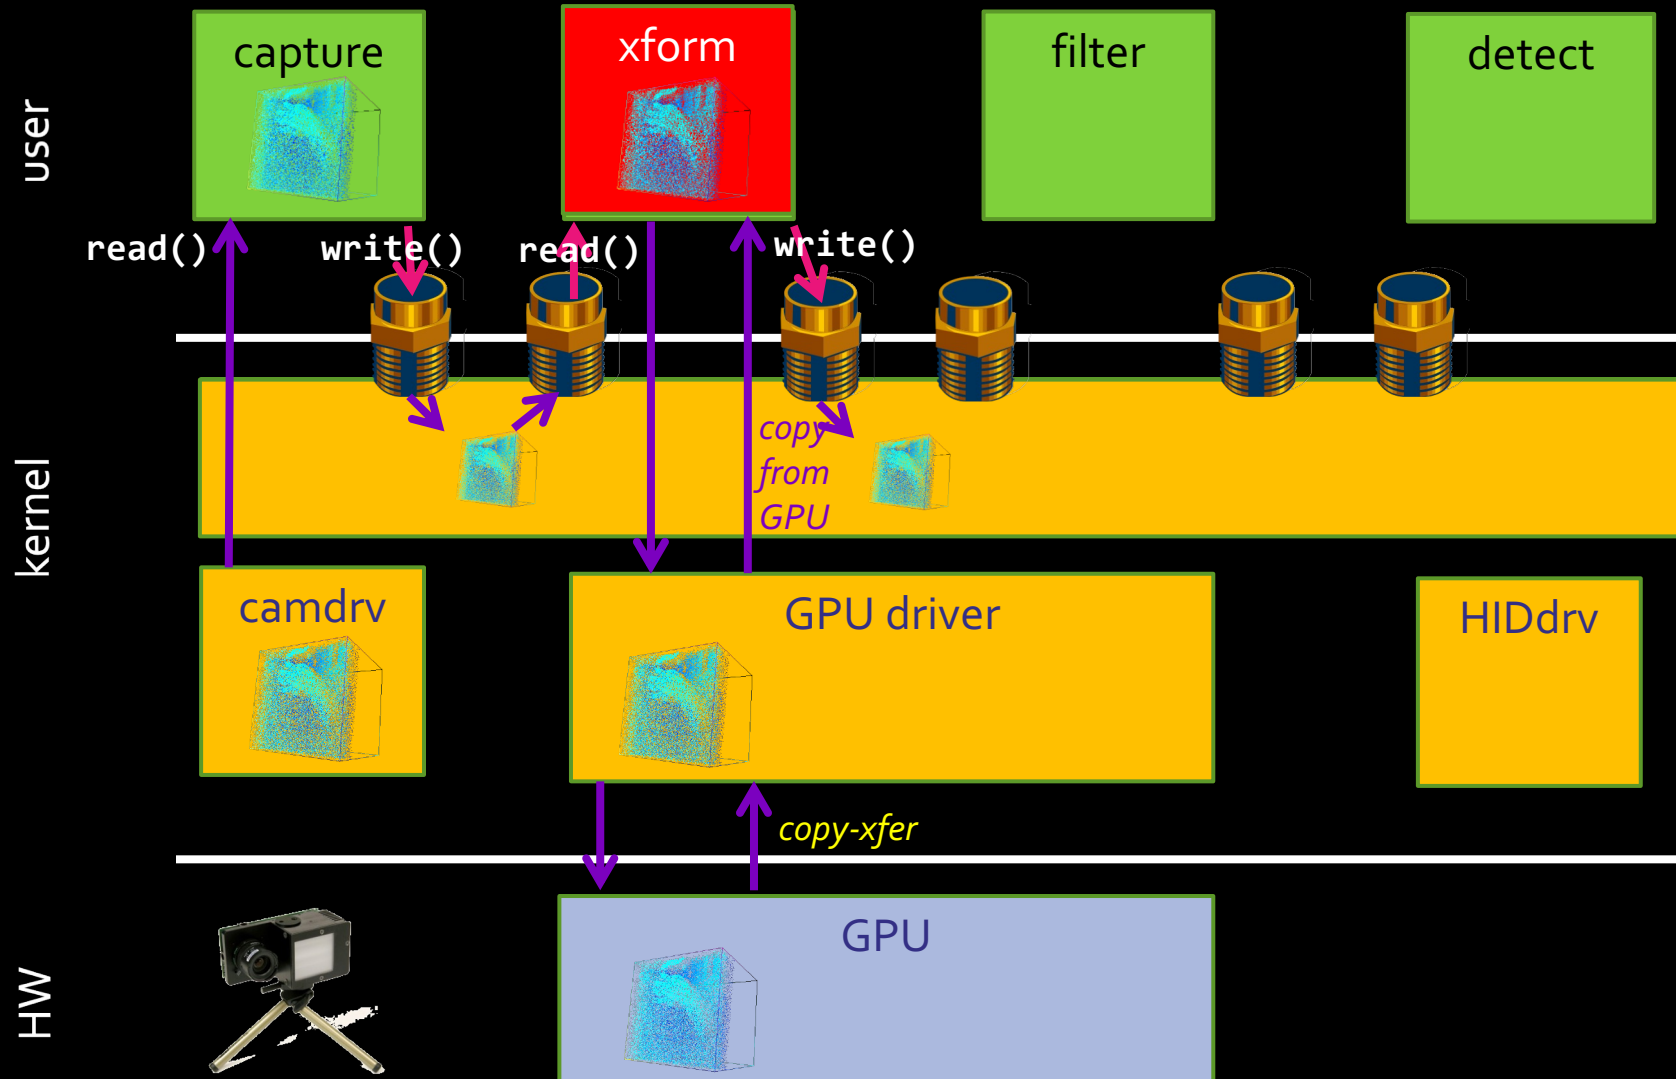 user
capture
xform
filter
detect
read()
write()
read()
write()
kernel
copy
from
GPU
camdrv
GPU driver
HIDdrv
copy-xfer
HW
GPU